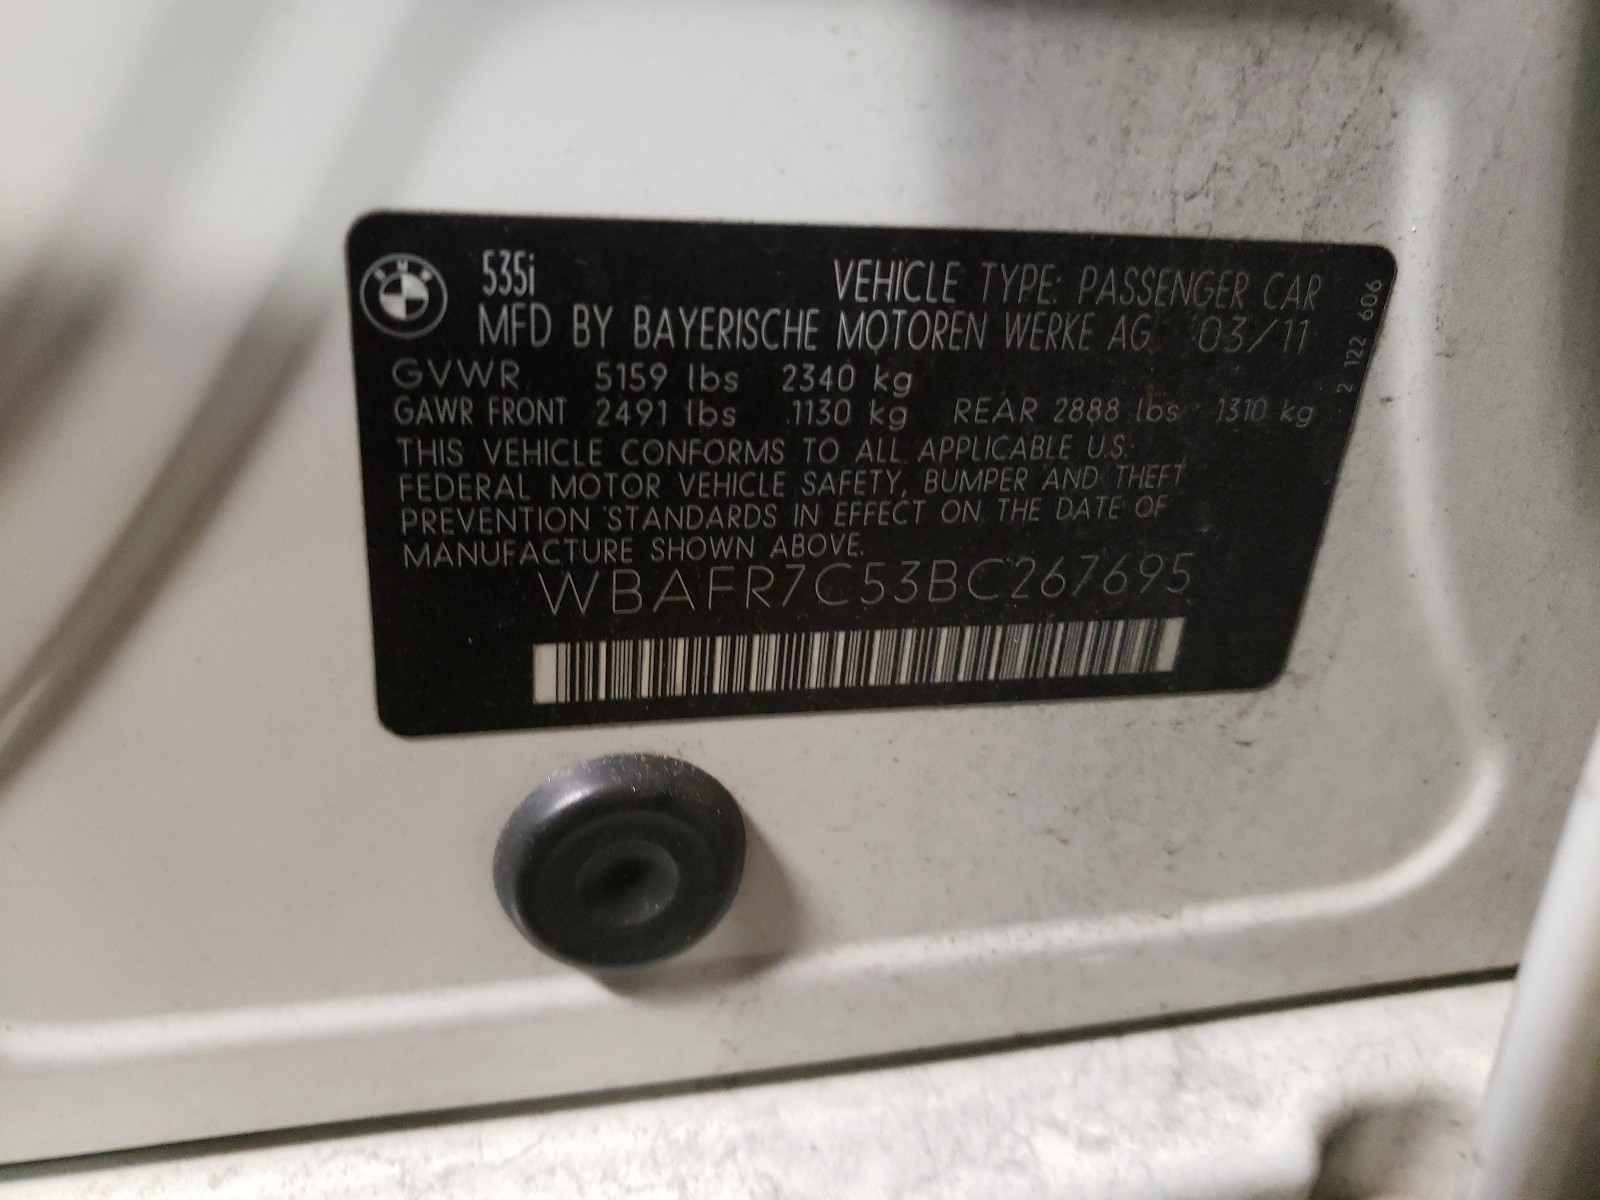 BMW
535i VEHICLE TYPE: PASSENGER CAR
MFD BY BAYERISCHE MOTOREN WERKE AG 03/11
GVWR 5159 lbs 2340 kg
GAWR FRONT 2491 lbs 1130 kg REAR 2888 lbs 1310 kg
THIS VEHICLE CONFORMS TO ALL APPLICABLE U.S.
FEDERAL MOTOR VEHICLE SAFETY, BUMPER AND THEFT
PREVENTION STANDARDS IN EFFECT ON THE DATE OF
MANUFACTURE SHOWN ABOVE.
WBAFR7C53BC267695
2 122 606